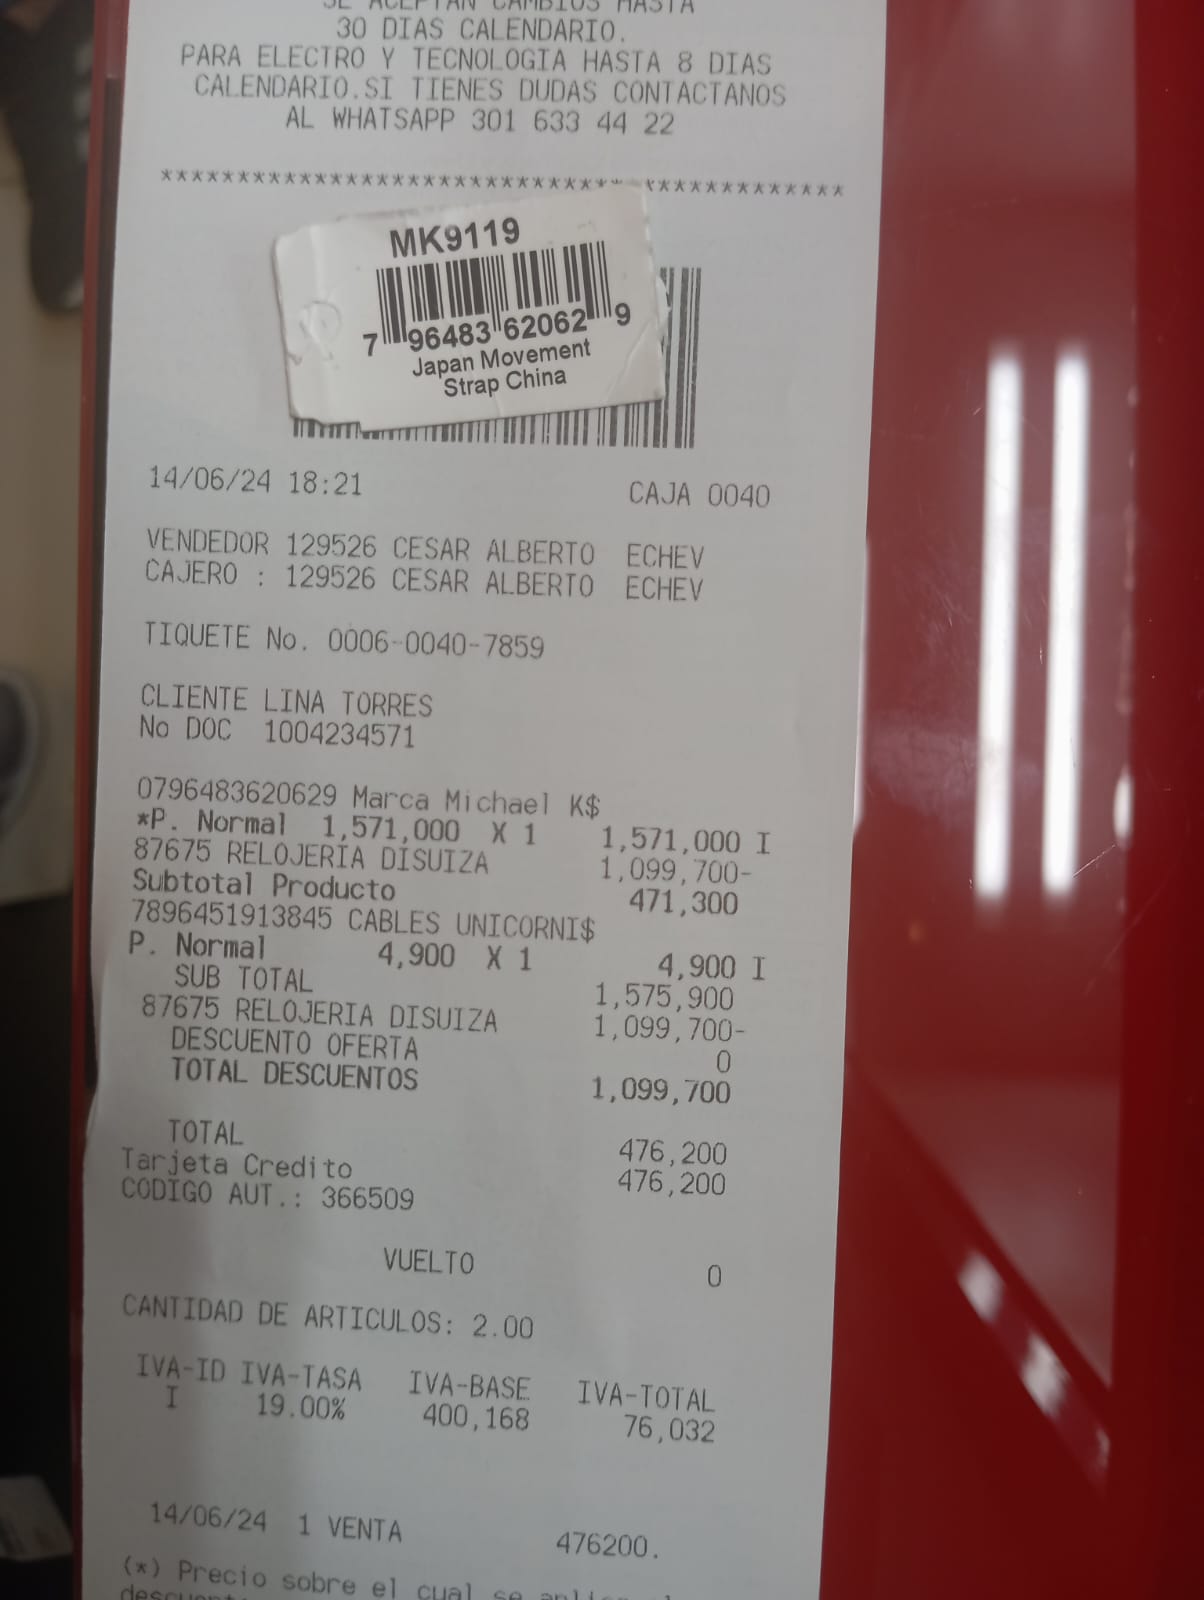 SE ACEPTAN CAMBIOS HASTA
30 DIAS CALENDARIO.
PARA ELECTRO Y TECNOLOGIA HASTA 8 DIAS
CALENDARIO.SI TIENES DUDAS CONTACTANOS
AL WHATSAPP 301 633 44 22
********************************************
MK9119
7 96483 62062 9
Japan Movement
Strap China
14/06/24 18:21 CAJA 0040
VENDEDOR 129526 CESAR ALBERTO ECHEV
CAJERO : 129526 CESAR ALBERTO ECHEV
TIQUETE No. 0006-0040-7859
CLIENTE LINA TORRES
No DOC 1004234571
0796483620629 Marca Michael K$
*P. Normal 1,571,000 X 1 1,571,000 I
87675 RELOJERIA DISUIZA 1,099,700-
Subtotal Producto 471,300
7896451913845 CABLES UNICORNI$
P. Normal 4,900 X 1 4,900 I
SUB TOTAL 1,575,900
87675 RELOJERIA DISUIZA 1,099,700-
DESCUENTO OFERTA 0
TOTAL DESCUENTOS 1,099,700
TOTAL 476,200
Tarjeta Credito 476,200
CODIGO AUT.: 366509
VUELTO 0
CANTIDAD DE ARTICULOS: 2.00
IVA-ID IVA-TASA IVA-BASE IVA-TOTAL
I 19.00% 400,168 76,032
14/06/24 1 VENTA 476200.
(*) Precio sobre el cual se